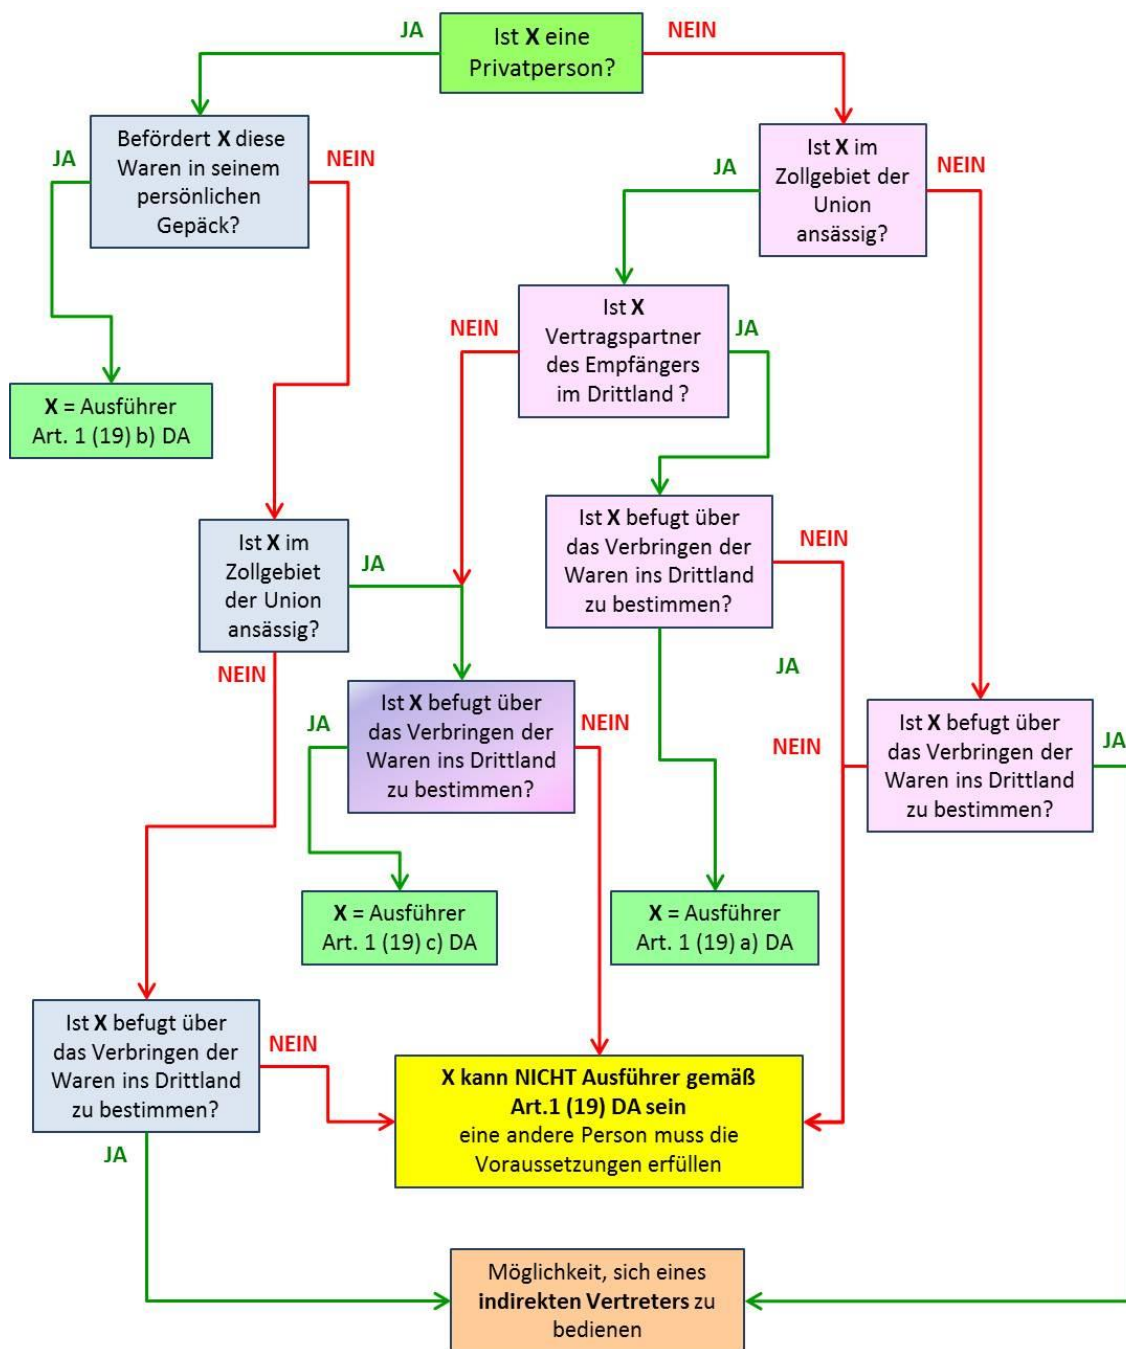 JA
Ist X eine
Privatperson?
NEIN
Befördert X diese
Waren in seinem
persönlichen
Gepäck?
JA
NEIN
Ist X im
Zollgebiet der
Union
ansässig?
JA
NEIN
Ist X
Vertragspartner
des Empfängers
im Drittland ?
NEIN
JA
X = Ausführer
Art. 1 (19) b) DA
Ist X befugt über
das Verbringen der
Waren ins Drittland
zu bestimmen?
NEIN
JA
Ist X im
Zollgebiet
der Union
ansässig?
JA
NEIN
Ist X befugt über
das Verbringen der
Waren ins Drittland
zu bestimmen?
JA
NEIN
Ist X befugt über
das Verbringen der
Waren ins Drittland
zu bestimmen?
NEIN
JA
X = Ausführer
Art. 1 (19) c) DA
X = Ausführer
Art. 1 (19) a) DA
Ist X befugt über
das Verbringen der
Waren ins Drittland
zu bestimmen?
NEIN
JA
X kann NICHT Ausführer gemäß
Art.1 (19) DA sein
eine andere Person muss die
Voraussetzungen erfüllen
Möglichkeit, sich eines
indirekten Vertreters zu
bedienen